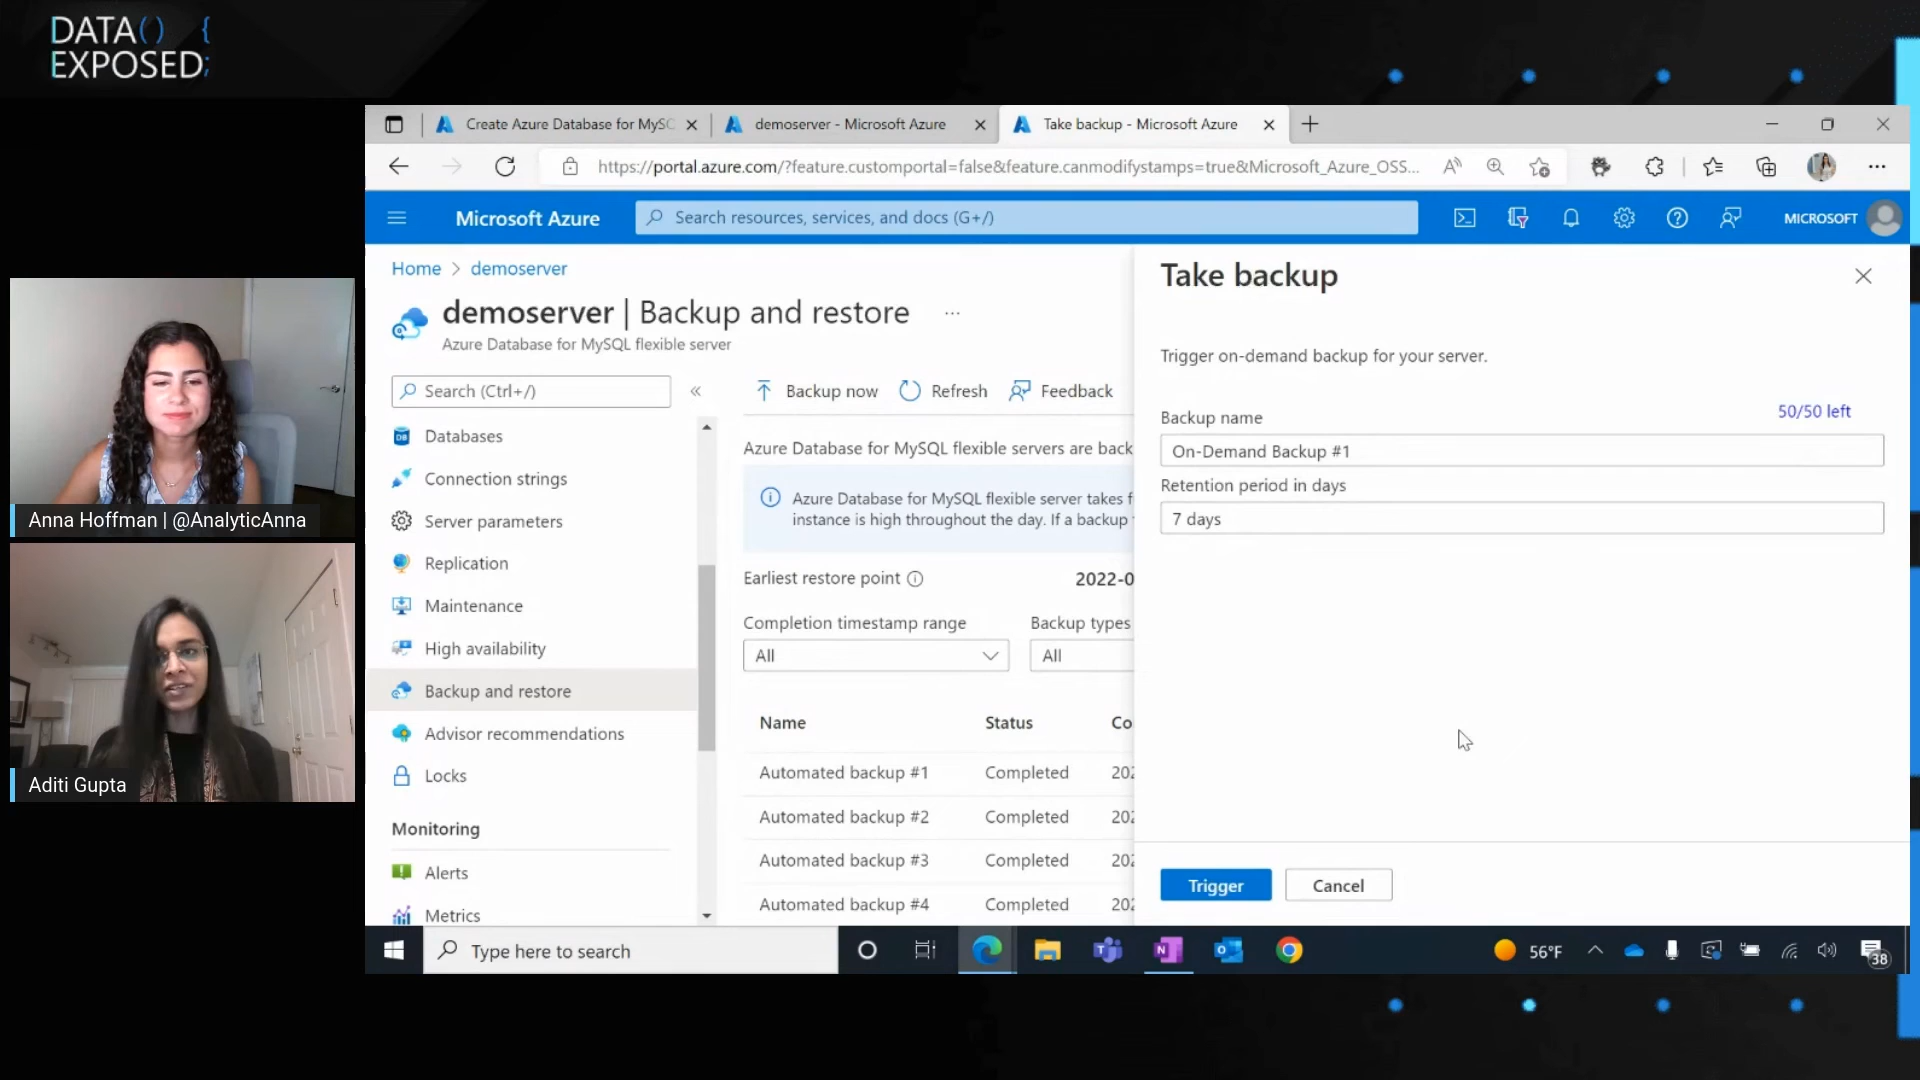 DATA() {
EXPOSED;
Create Azure Database for MySC
demoserver - Microsoft Azure
Take backup - Microsoft Azure
https://portal.azure.com/?feature.customportal=false&feature.canmodifystamps=true&Microsoft_Azure_OSS...
Microsoft Azure
Search resources, services, and docs (G+/)
MICROSOFT
Home > demoserver
demoserver | Backup and restore ...
Azure Database for MySQL flexible server
Search (Ctrl+/)
«
Databases
Connection strings
Server parameters
Replication
Maintenance
High availability
Backup and restore
Advisor recommendations
Locks
Monitoring
Alerts
Metrics
Backup now
Refresh
Feedback
Azure Database for MySQL flexible servers are back
Azure Database for MySQL flexible server takes f
instance is high throughout the day. If a backup
Earliest restore point
2022-0
Completion timestamp range
Backup types
All
All
Name Status Co
Automated backup #1 Completed 202
Automated backup #2 Completed 202
Automated backup #3 Completed 202
Automated backup #4 Completed 202
Take backup
Trigger on-demand backup for your server.
Backup name
50/50 left
On-Demand Backup #1
Retention period in days
7 days
Trigger
Cancel
Anna Hoffman | @AnalyticAnna
Aditi Gupta
Type here to search
56°F
38